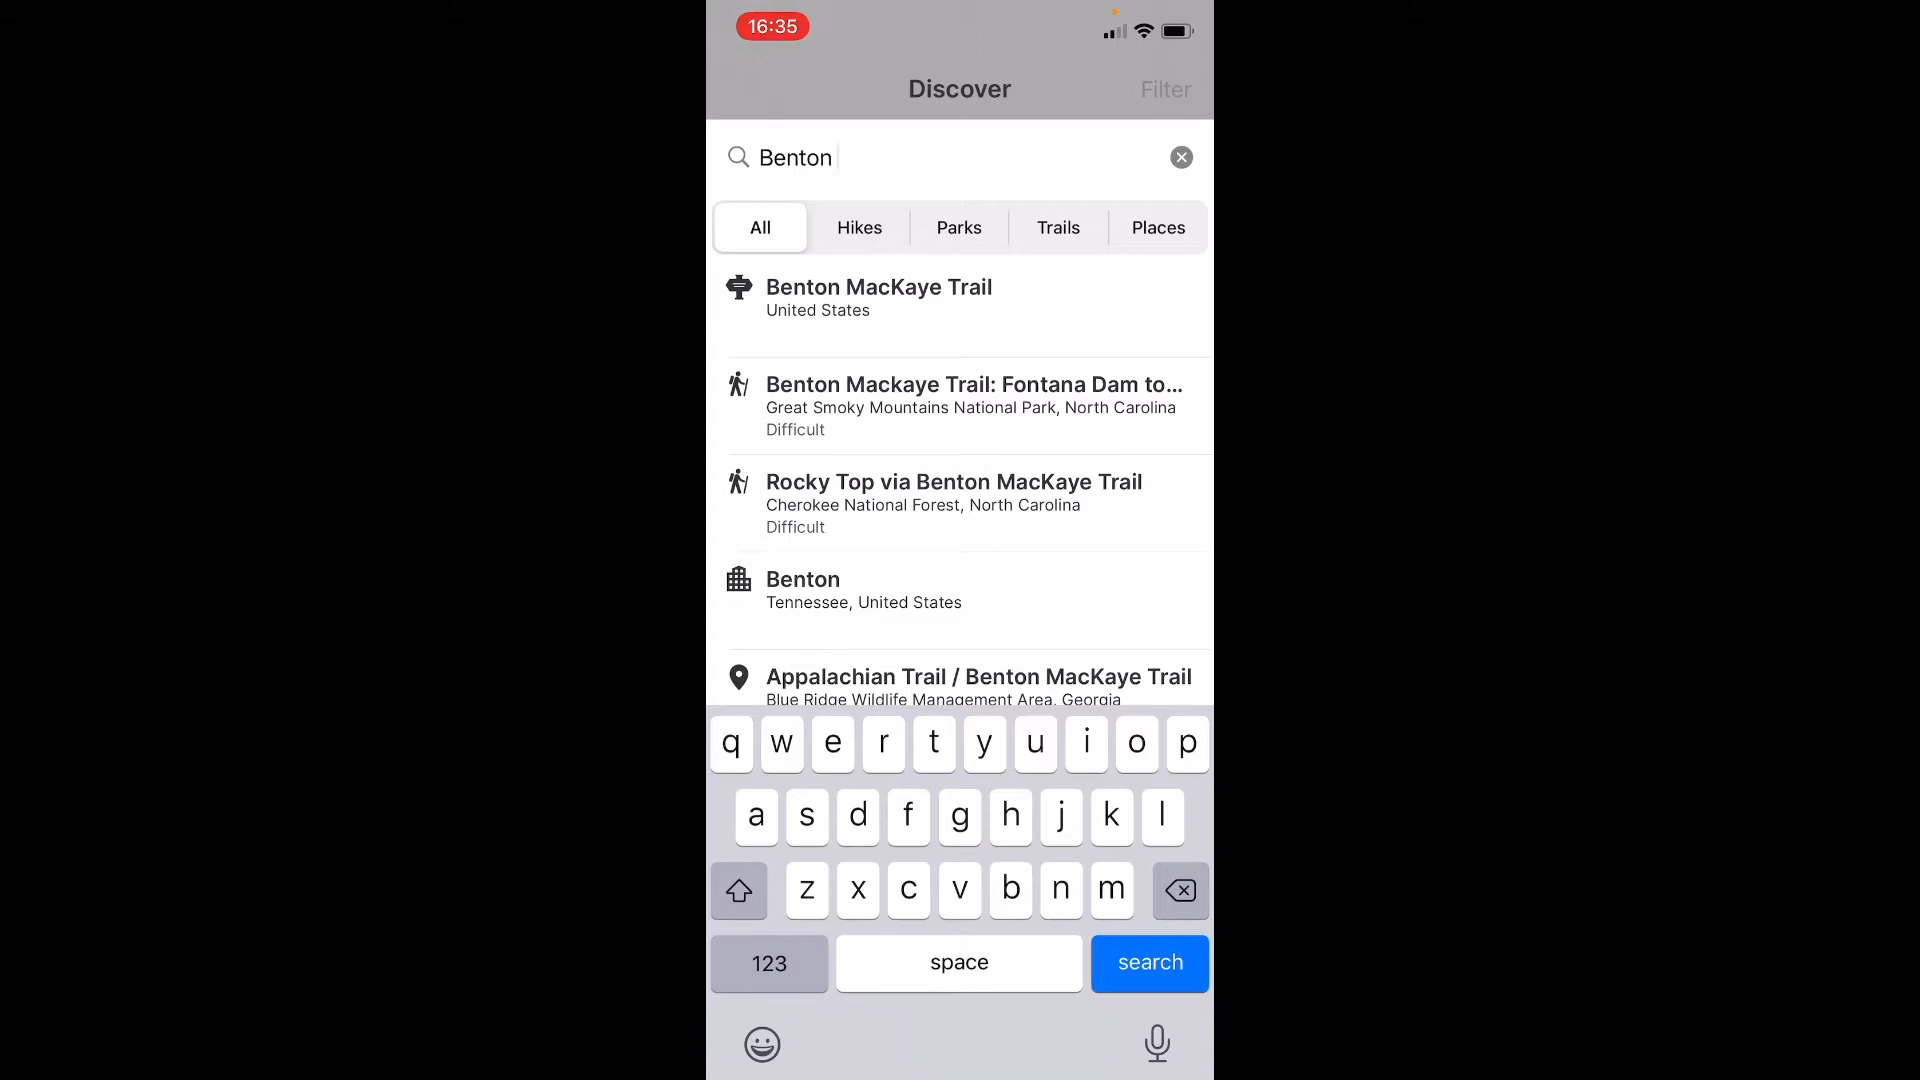 16:35
Discover
Filter
Benton
All Hikes Parks Trails Places
Benton MacKaye Trail
United States
Benton Mackaye Trail: Fontana Dam to...
Great Smoky Mountains National Park, North Carolina
Difficult
Rocky Top via Benton MacKaye Trail
Cherokee National Forest, North Carolina
Difficult
Benton
Tennessee, United States
Appalachian Trail / Benton MacKaye Trail
Blue Ridge Wildlife Management Area, Georgia
q w e r t y u i o p
a s d f g h j k l
z x c v b n m
123 space search